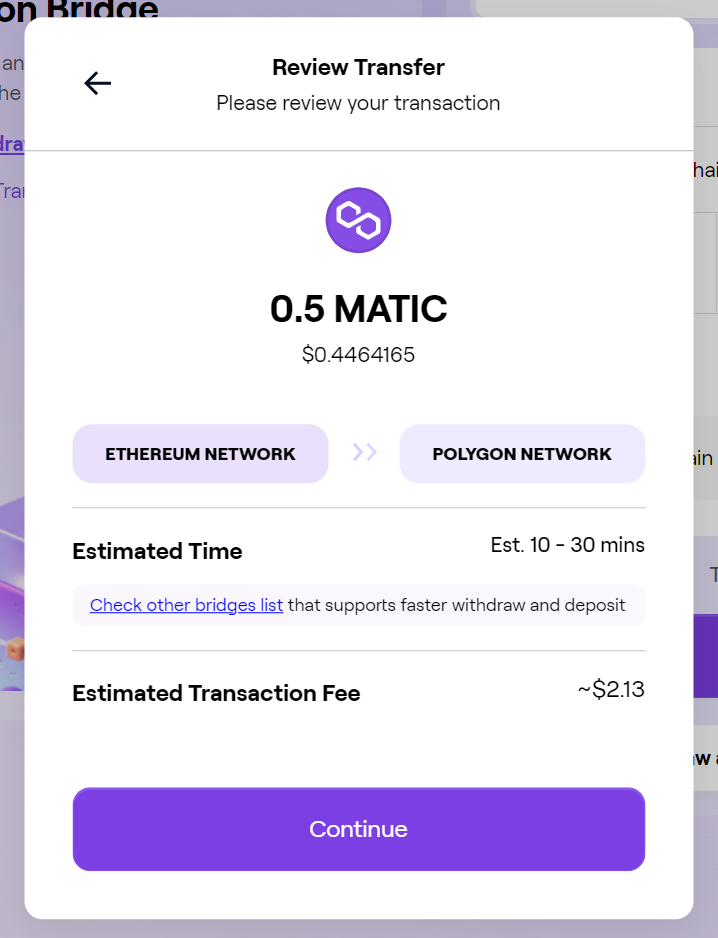 on Bridge
Review Transfer
Please review your transaction
0.5 MATIC
$0.4464165
ETHEREUM NETWORK
POLYGON NETWORK
Estimated Time
Est. 10 - 30 mins
Check other bridges list that supports faster withdraw and deposit
Estimated Transaction Fee
~$2.13
Continue